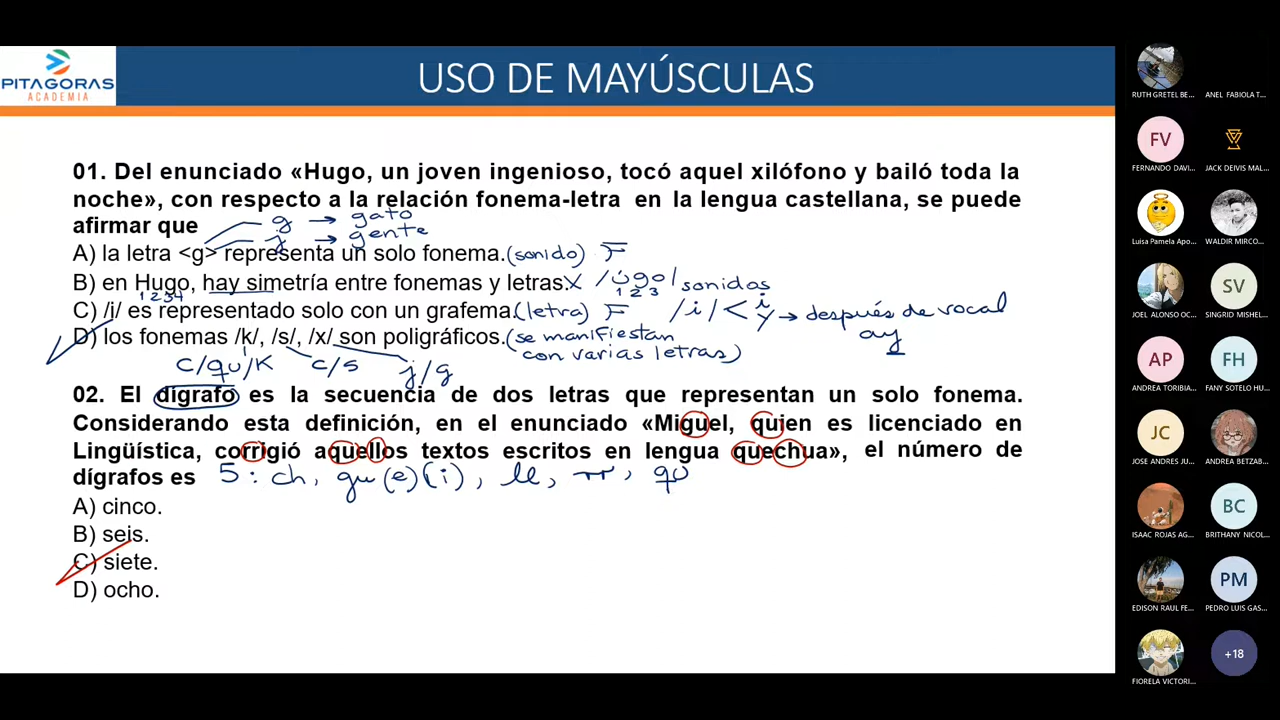 PITAGORAS
ACADEMIA
USO DE MAYÚSCULAS
01. Del enunciado «Hugo, un joven ingenioso, tocó aquel xilófono y bailó toda la
noche», con respecto a la relación fonema-letra en la lengua castellana, se puede
afirmar que
g → gato
j → gente
A) la letra <g> representa un solo fonema. (sonido) F
B) en Hugo, hay simetría entre fonemas y letras. X /úgo/ sonidos
1234
1 2 3
C) /i/ es representado solo con un grafema. (letra) F /i/ < i
y → después de vocal
ay
D) los fonemas /k/, /s/, /x/ son poligráficos. (se manifiestan
con varias letras)
c/qu/k c/s j/g
02. El dígrafo es la secuencia de dos letras que representan un solo fonema.
Considerando esta definición, en el enunciado «Miguel, quien es licenciado en
Lingüística, corrigió aquellos textos escritos en lengua quechua», el número de
dígrafos es 5: ch, gu(e)(i), ll, rr, qu
A) cinco.
B) seis.
C) siete.
D) ocho.
RUTH GRETEL BE...
ANEL FABIOLA T...
FV
FERNANDO DAVI...
JACK DEIVIS MAL...
Luisa Pamela Apo...
WALDIR MIRCO...
JOEL ALONSO OC...
SV
SINGRID MISHEL...
AP
ANDREA TORIBIA...
FH
FANY SOTELO HU...
JC
JOSE ANDRES JU...
ANDREA BETZAB...
ISAAC ROJAS AG...
BC
BRITHANY NICOL...
EDISON RAUL FE...
PM
PEDRO LUIS GAS...
FIORELA VICTORI...
+18